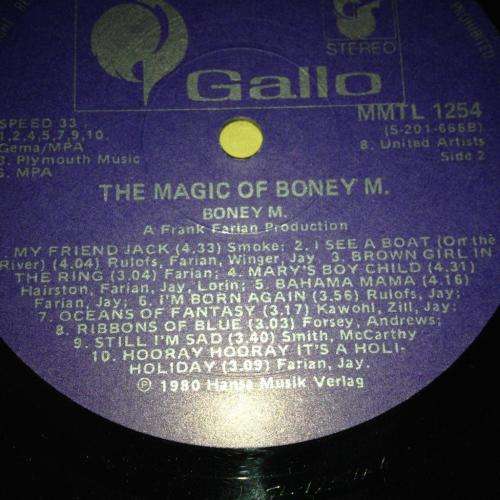 Gallo
STEREO
SPEED 33
1,2,4,5,7,9,10.
Gema/MPA
3. Plymouth Music
6. MPA
MMTL 1254
(S-201-666B)
8. United Artists
Side 2
THE MAGIC OF BONEY M.
BONEY M.
A Frank Farian Production
MY FRIEND JACK (4.33) Smoke: 2. I SEE A BOAT (On the
River) (4.04) Rulofs, Farian, Winger, Jay 3. BROWN GIRL IN
THE RING (3.04) Farian; 4. MARY'S BOY CHILD (4.31)
Hairston, Farian, Jay, Lorin; 5. BAHAMA MAMA (4.16)
Farian, Jay; 6. I'M BORN AGAIN (3.56) Rulofs, Jay;
7. OCEANS OF FANTASY (3.17) Kawohl, Zill, Jay;
8. RIBBONS OF BLUE (3.03) Forsey, Andrews;
9. STILL I'M SAD (3.40) Smith, McCarthy
10. HOORAY HOORAY IT'S A HOLI-
HOLIDAY (3.09) Farian, Jay.
℗ 1980 Hansa Musik Verlag